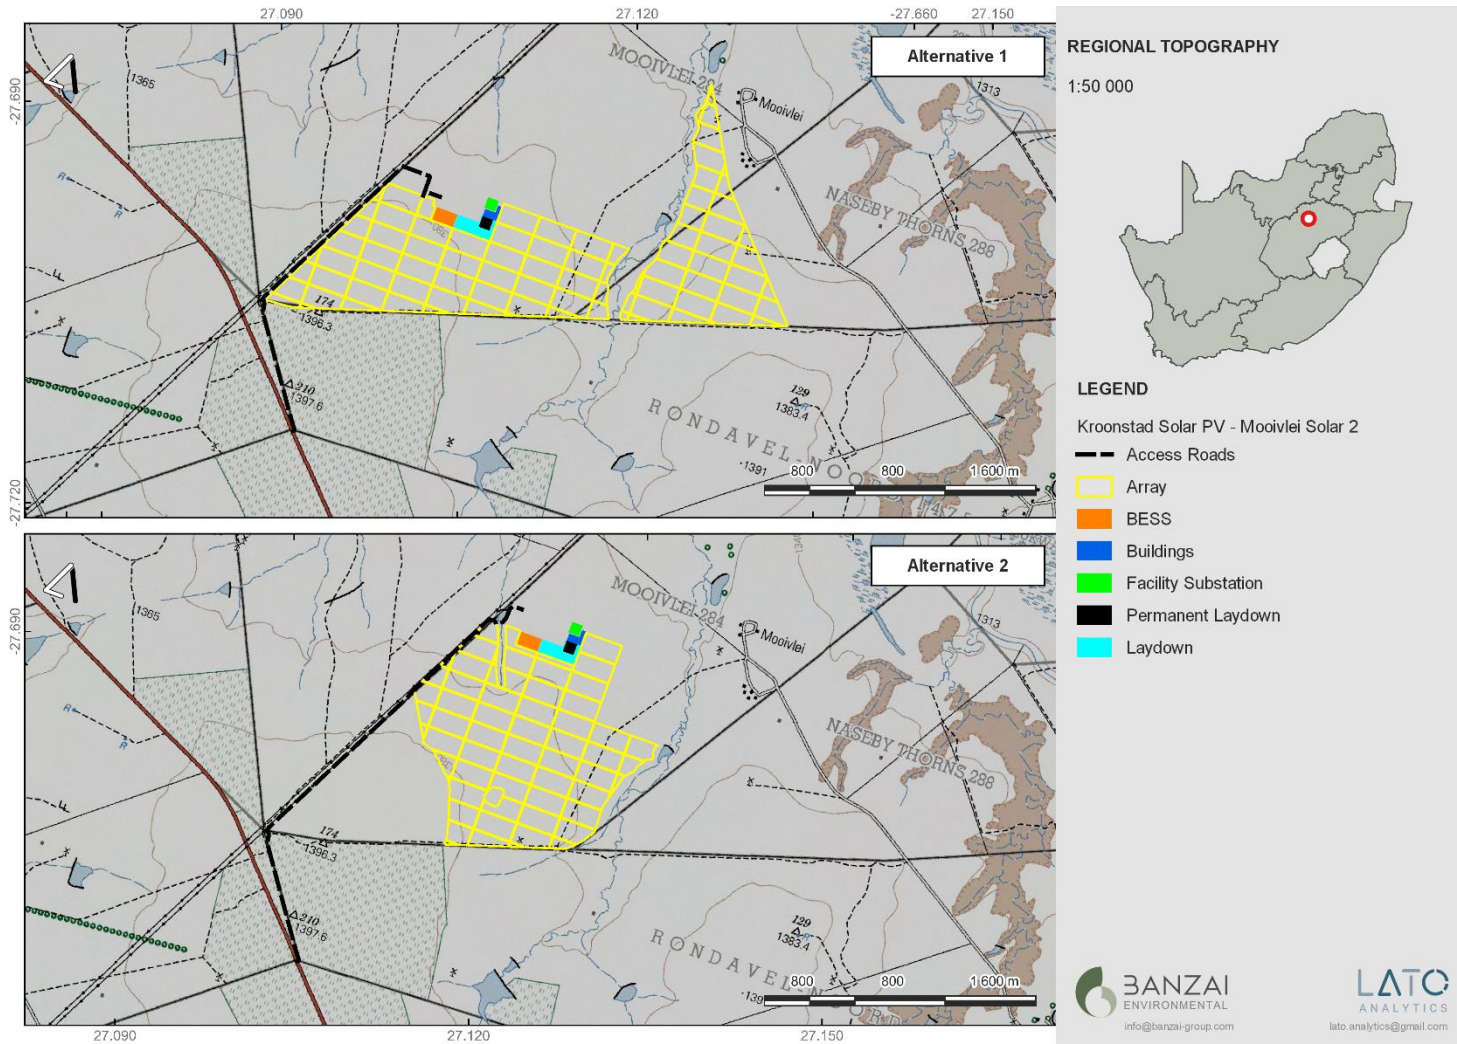 27.090
27.120
-27.660
27.150
Alternative 1
-27.690
1365
MOOIVLEI 284
Mooivlei
1313
NASEBY THORNS 288
R
R
380
174
1396.3
210
1397.6
129
1383.4
R
RONDAVEL-NOORD
1391
800
800
1 600 m
-27.720
Alternative 2
-27.690
1365
MOOIVLEI 284
Mooivlei
1313
NASEBY THORNS 288
R
R
174
1396.3
210
1397.6
129
1383.4
R
RONDAVEL-NOORD
800
800
1 600 m
27.090
27.120
27.150
REGIONAL TOPOGRAPHY
1:50 000
LEGEND
Kroonstad Solar PV - Mooivlei Solar 2
Access Roads
Array
BESS
Buildings
Facility Substation
Permanent Laydown
Laydown
BANZAI
ENVIRONMENTAL
info@banzai-group.com
LATO
ANALYTICS
lato.analytics@gmail.com